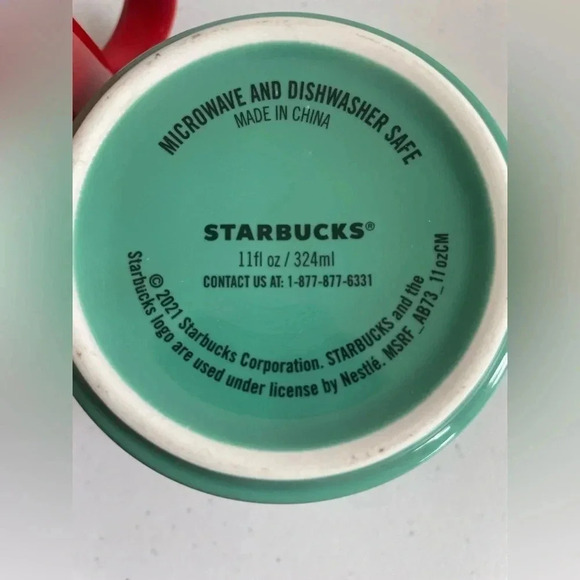 MICROWAVE AND DISHWASHER SAFE
MADE IN CHINA
STARBUCKS®
11fl oz / 324ml
CONTACT US AT: 1-877-877-6331
© 2021 Starbucks Corporation. STARBUCKS and the
Starbucks logo are used under license by Nestlé. MSRF_AB73_11ozCM